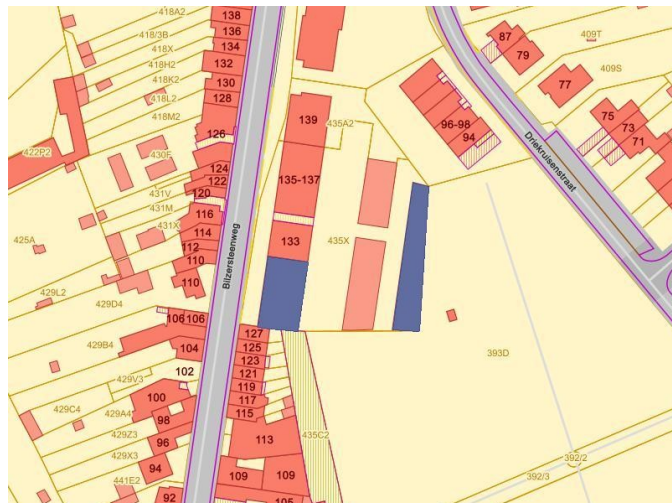 418A2
138
418/3B
136
418X
134
418H2
132
418K2
130
418L2
128
418M2
126
422P2
430F
124
122
431V
120
431M
116
431X
114
425A
112
110
110
429L2
429D4
106
106
429B4
104
102
429V3
100
429C4
429A4
98
429Z3
96
429X3
94
441E2
92
Bilzersteenweg
139
435A2
135-137
133
435X
127
125
123
121
119
117
115
113
435C2
109
109
105
96-98
94
87
79
409T
409S
77
75
73
71
Driekruisenstraat
393D
392/2
392/3